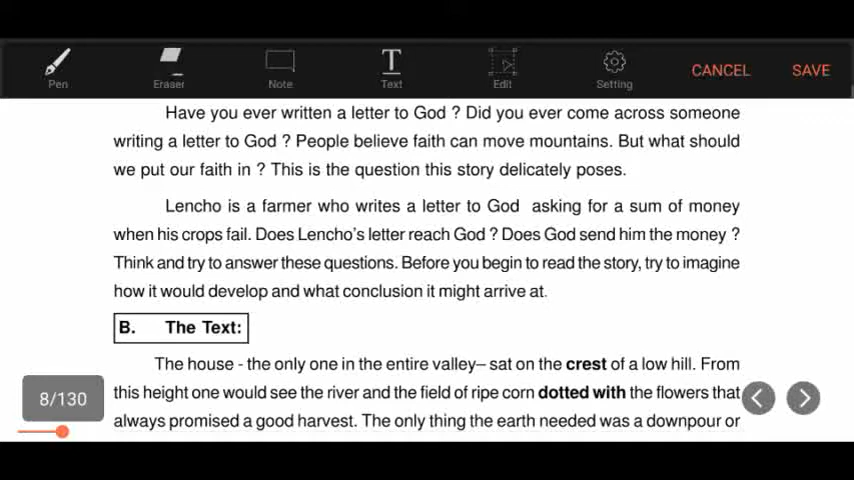 Pen Eraser Note Text Edit Setting CANCEL SAVE
Have you ever written a letter to God ? Did you ever come across someone
writing a letter to God ? People believe faith can move mountains. But what should
we put our faith in ? This is the question this story delicately poses.
Lencho is a farmer who writes a letter to God asking for a sum of money
when his crops fail. Does Lencho's letter reach God ? Does God send him the money ?
Think and try to answer these questions. Before you begin to read the story, try to imagine
how it would develop and what conclusion it might arrive at.
B. The Text:
The house - the only one in the entire valley– sat on the crest of a low hill. From
this height one would see the river and the field of ripe corn dotted with the flowers that
always promised a good harvest. The only thing the earth needed was a downpour or
8/130